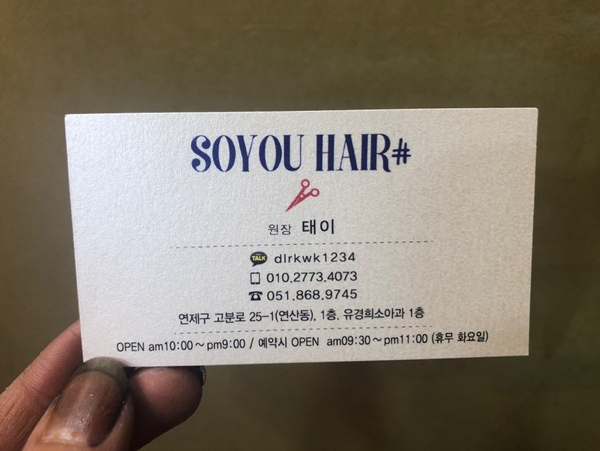 SOYOU HAIR#
원장 태이
TALK dlrkwk1234
010.2773.4073
051.868.9745
연제구 고분로 25-1(연산동), 1층, 유경희소아과 1층
OPEN am10:00~pm9:00 / 예약시 OPEN am09:30~pm11:00 (휴무 화요일)